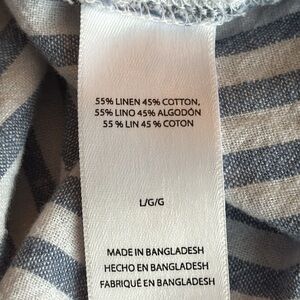 55% LINEN 45% COTTON,
55% LINO 45% ALGODÓN
55 % LIN 45 % COTON
L/G/G
MADE IN BANGLADESH
HECHO EN BANGLADESH
FABRIQUÉ EN BANGLADESH